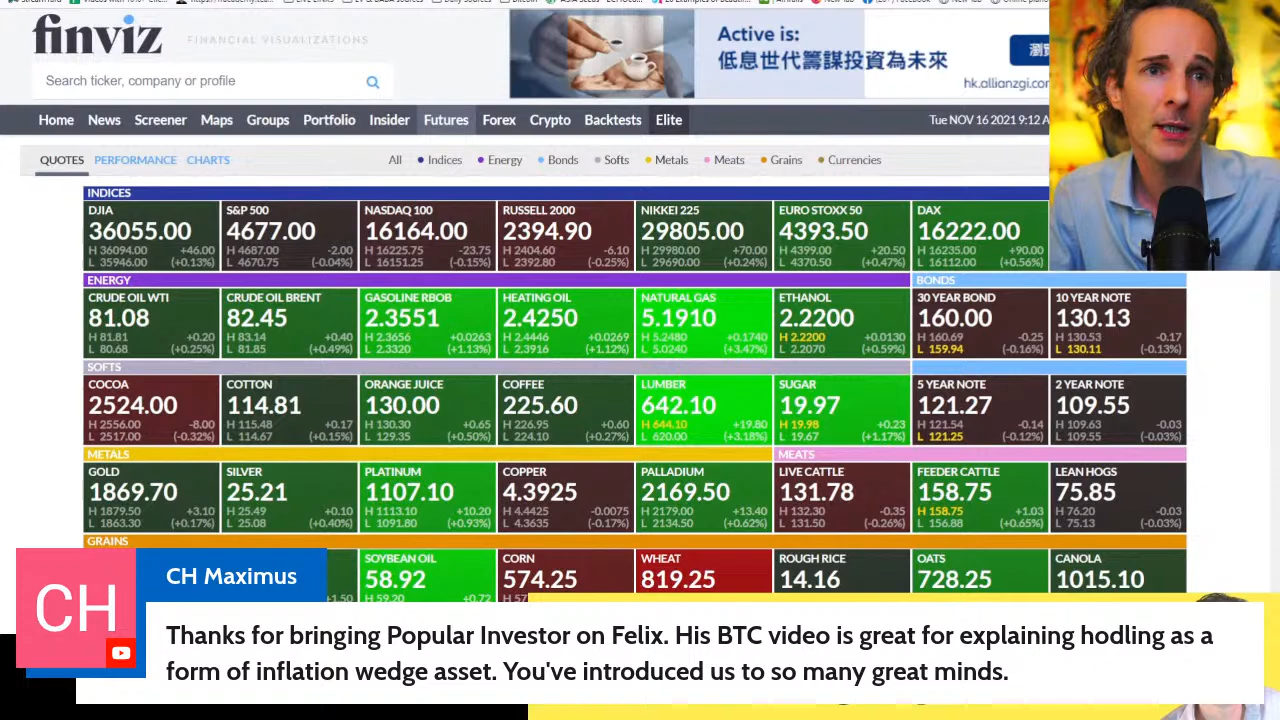 finviz FINANCIAL VISUALIZATIONS
Search ticker, company or profile
Active is:
低息世代籌謀投資為未來
hk.allianzgi.co
Home News Screener Maps Groups Portfolio Insider Futures Forex Crypto Backtests Elite Tue NOV 16 2021 9:12 A
QUOTES PERFORMANCE CHARTS All Indices Energy Bonds Softs Metals Meats Grains Currencies
INDICES
DJIA S&P 500 NASDAQ 100 RUSSELL 2000 NIKKEI 225 EURO STOXX 50 DAX
36055.00 4677.00 16164.00 2394.90 29805.00 4393.50 16222.00
H 36094.00 +46.00 H 4687.00 -2.00 H 16225.75 -23.75 H 2404.60 -6.10 H 29980.00 +70.00 H 4399.00 +20.50 H 16235.00 +90.00
L 35946.00 (+0.13%) L 4670.75 (-0.04%) L 16151.25 (-0.15%) L 2392.80 (-0.25%) L 29690.00 (+0.24%) L 4370.50 (+0.47%) L 16112.00 (+0.56%)
ENERGY BONDS
CRUDE OIL WTI CRUDE OIL BRENT GASOLINE RBOB HEATING OIL NATURAL GAS ETHANOL 30 YEAR BOND 10 YEAR NOTE
81.08 82.45 2.3551 2.4250 5.1910 2.2200 160.00 130.13
H 81.81 +0.20 H 83.14 +0.40 H 2.3656 +0.0263 H 2.4446 +0.0269 H 5.2480 +0.1740 H 2.2200 +0.0130 H 160.69 -0.25 H 130.53 -0.17
L 80.68 (+0.25%) L 81.85 (+0.49%) L 2.3320 (+1.13%) L 2.3916 (+1.12%) L 5.0240 (+3.47%) L 2.2070 (+0.59%) L 159.94 (-0.16%) L 130.11 (-0.13%)
SOFTS
COCOA COTTON ORANGE JUICE COFFEE LUMBER SUGAR 5 YEAR NOTE 2 YEAR NOTE
2524.00 114.81 130.00 225.60 642.10 19.97 121.27 109.55
H 2556.00 -8.00 H 115.48 +0.17 H 130.30 +0.65 H 226.95 +0.60 H 644.10 +19.80 H 19.98 +0.23 H 121.54 -0.14 H 109.63 -0.03
L 2517.00 (-0.32%) L 114.67 (+0.15%) L 129.35 (+0.50%) L 224.10 (+0.27%) L 620.00 (+3.18%) L 19.67 (+1.17%) L 121.25 (-0.12%) L 109.55 (-0.03%)
METALS MEATS
GOLD SILVER PLATINUM COPPER PALLADIUM LIVE CATTLE FEEDER CATTLE LEAN HOGS
1869.70 25.21 1107.10 4.3925 2169.50 131.78 158.75 75.85
H 1879.50 +3.10 H 25.49 +0.10 H 1113.10 +10.20 H 4.4425 -0.0075 H 2179.00 +13.40 H 132.30 -0.35 H 158.75 +1.03 H 76.20 -0.03
L 1863.30 (+0.17%) L 25.08 (+0.40%) L 1091.80 (+0.93%) L 4.3635 (-0.17%) L 2134.50 (+0.62%) L 131.50 (-0.26%) L 156.88 (+0.65%) L 75.13 (-0.03%)
GRAINS
SOYBEAN OIL CORN WHEAT ROUGH RICE OATS CANOLA
58.92 574.25 819.25 14.16 728.25 1015.10
+1.50 H 59.20 +0.72 H 57
CH
CH Maximus
Thanks for bringing Popular Investor on Felix. His BTC video is great for explaining hodling as a
form of inflation wedge asset. You've introduced us to so many great minds.